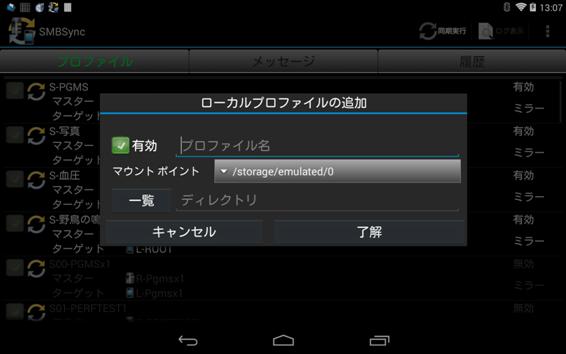 13:07
SMBSync
同期実行
ログ表示
プロファイル
メッセージ
履歴
S-PGMS
有効
マスター
ミラー
ターゲット
ローカルプロファイルの追加
S-写真
有効
プロファイル名
有効
マスター
ミラー
ターゲット
マウント ポイント
/storage/emulated/0
S-血圧
有効
マスター
ミラー
ターゲット
一覧
ディレクトリ
S-野鳥の鳴
有効
マスター
ミラー
キャンセル
了解
ターゲット
L-ROOT
S00-PGMSx1
無効
マスター
R-Pgmsx1
ミラー
ターゲット
L-Pgmsx1
S01-PERFTEST1
無効